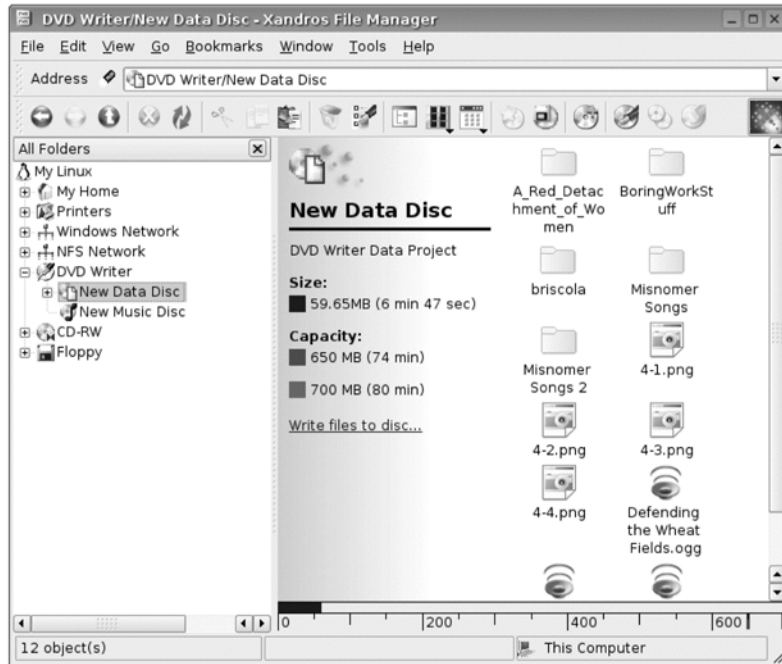 DVD Writer/New Data Disc - Xandros File Manager
File Edit View Go Bookmarks Window Tools Help
Address DVD Writer/New Data Disc
All Folders
My Linux
My Home
Printers
Windows Network
NFS Network
DVD Writer
New Data Disc
New Music Disc
CD-RW
Floppy
New Data Disc
DVD Writer Data Project
Size:
59.65MB (6 min 47 sec)
Capacity:
650 MB (74 min)
700 MB (80 min)
Write files to disc...
A_Red_Detac
hment_of_Wo
men
BoringWorkSt
uff
briscola
Misnomer
Songs
Misnomer
Songs 2
4-1.png
4-2.png
4-3.png
4-4.png
Defending
the Wheat
Fields.ogg
0 200 400 600
12 object(s)
This Computer